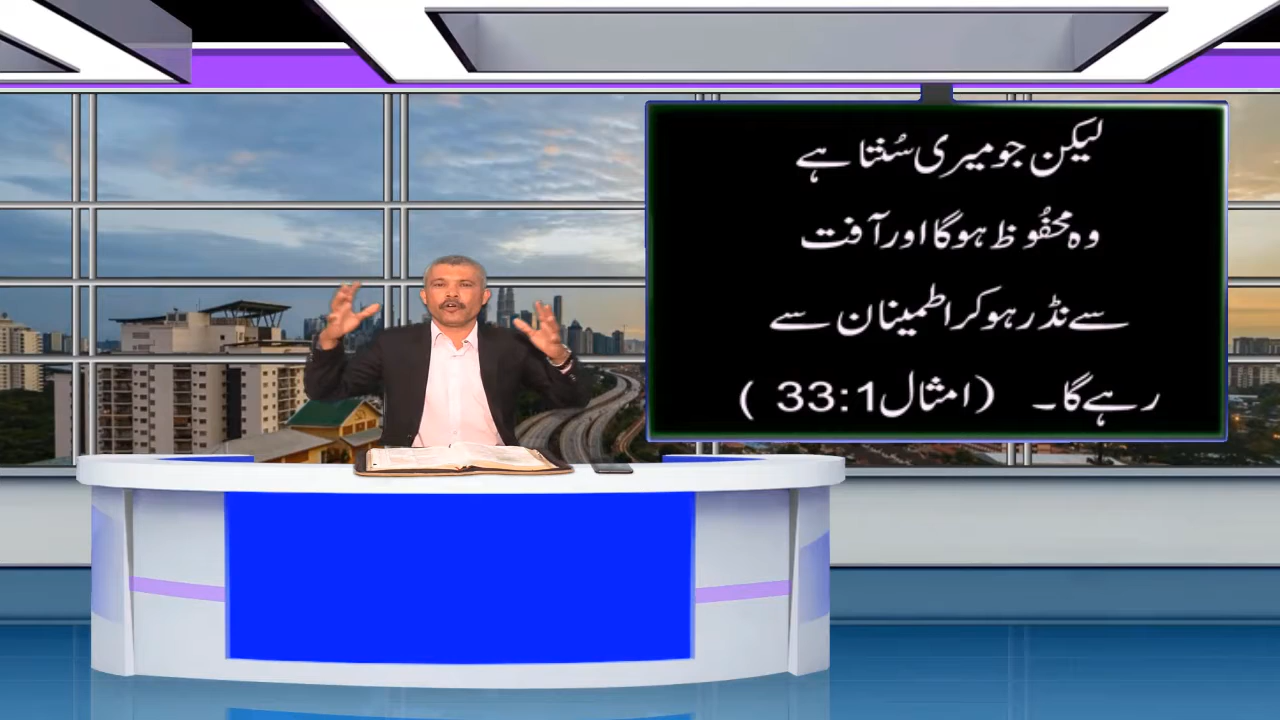 لیکن جو میری سُنتا ہے
وہ محفُوظ ہوگا اور آفت
سے نڈر ہوکر اطمینان سے
رہے گا۔ (امثال 33:1)